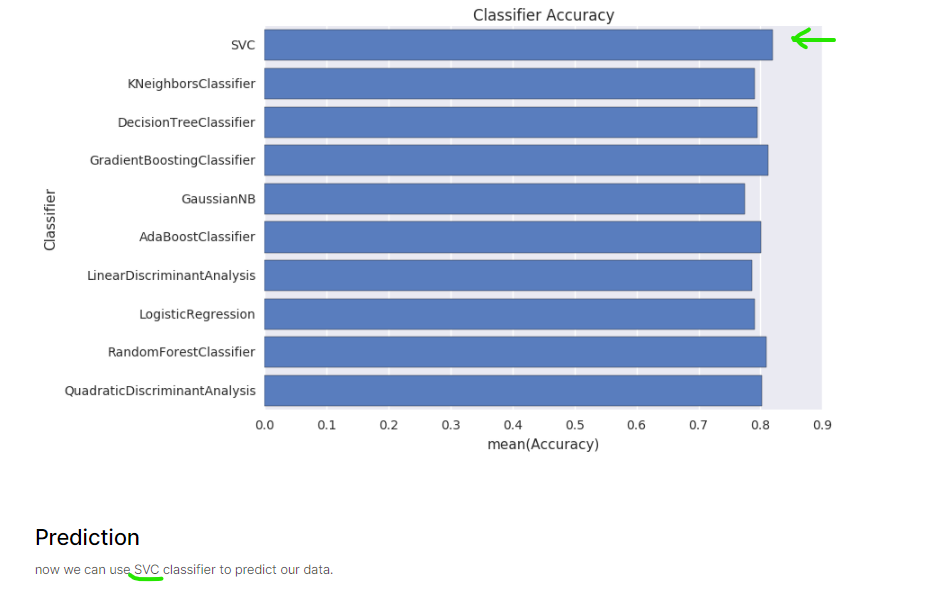 Classifier Accuracy
SVC
KNeighborsClassifier
DecisionTreeClassifier
GradientBoostingClassifier
GaussianNB
AdaBoostClassifier
LinearDiscriminantAnalysis
LogisticRegression
RandomForestClassifier
QuadraticDiscriminantAnalysis
Classifier
0.0 0.1 0.2 0.3 0.4 0.5 0.6 0.7 0.8 0.9
mean(Accuracy)
Prediction
now we can use SVC classifier to predict our data.